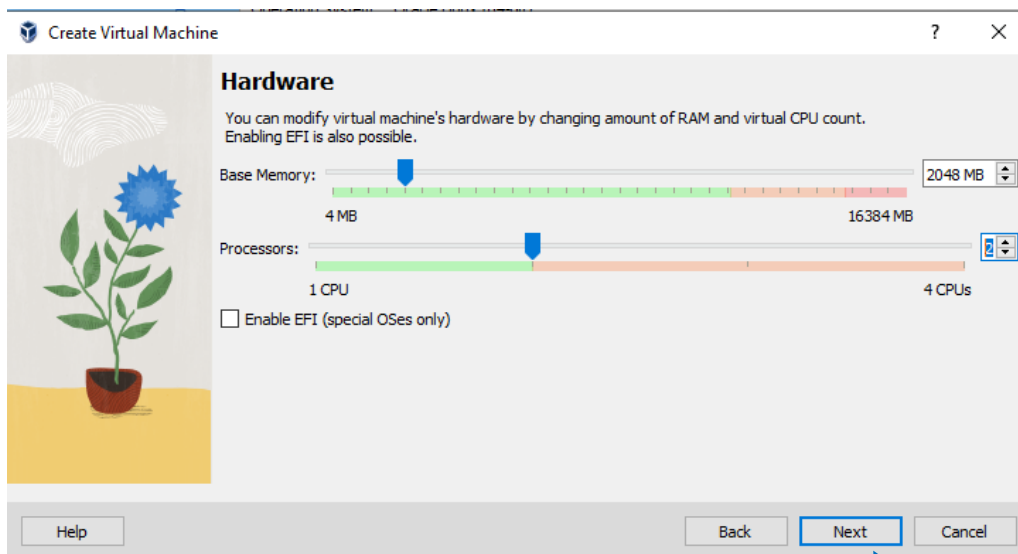 Create Virtual Machine
?
Hardware
You can modify virtual machine's hardware by changing amount of RAM and virtual CPU count.
Enabling EFI is also possible.
Base Memory:
2048 MB
4 MB
16384 MB
Processors:
2
1 CPU
4 CPUs
Enable EFI (special OSes only)
Help
Back
Next
Cancel